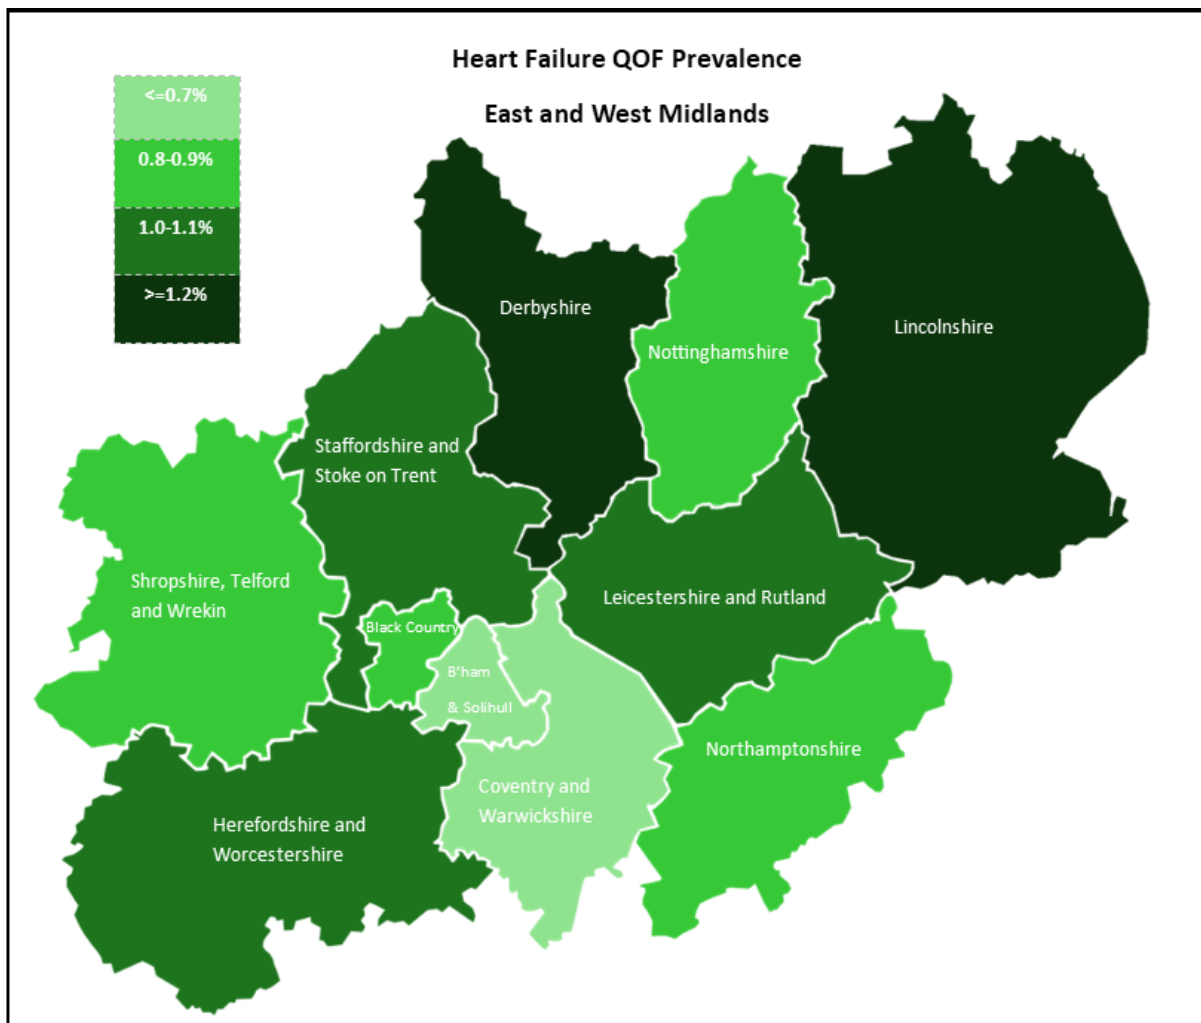 Heart Failure QOF Prevalence
East and West Midlands
<=0.7%
0.8-0.9%
1.0-1.1%
>=1.2%
Derbyshire
Lincolnshire
Nottinghamshire
Staffordshire and
Stoke on Trent
Shropshire, Telford
and Wrekin
Leicestershire and Rutland
Black Country
B'ham
& Solihull
Northamptonshire
Coventry and
Warwickshire
Herefordshire and
Worcestershire